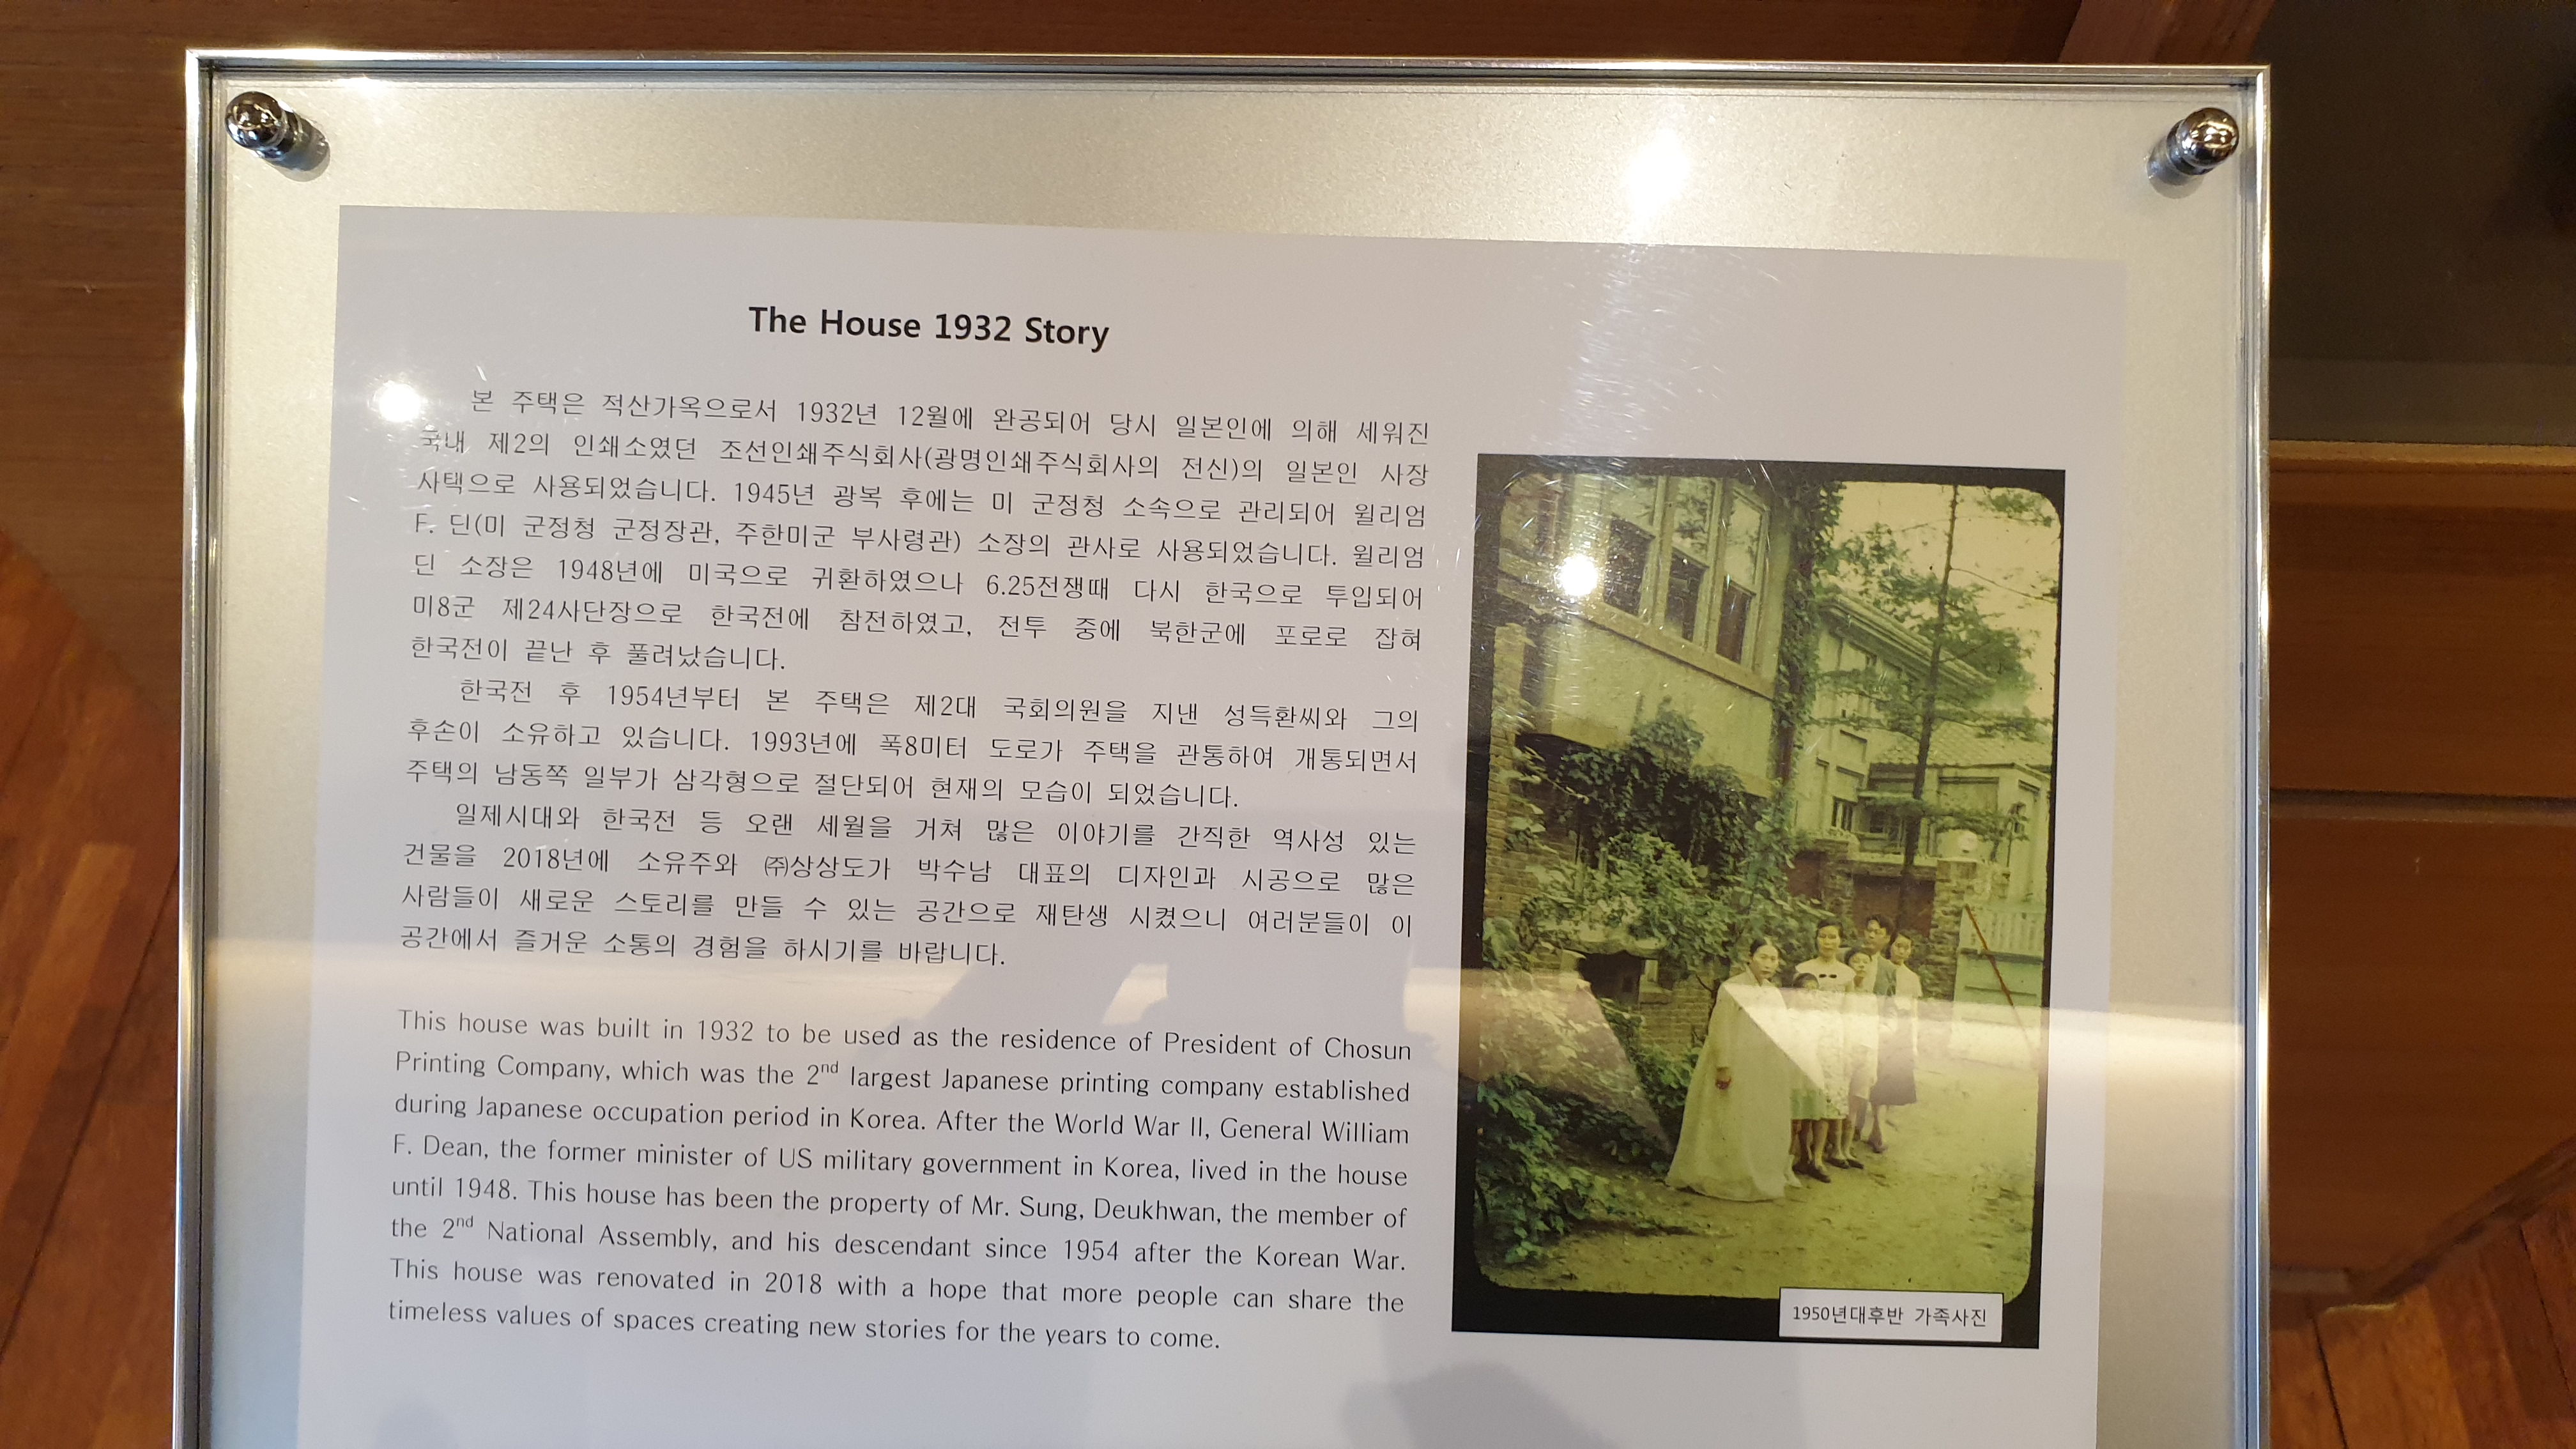 The House 1932 Story
본 주택은 적산가옥으로서 1932년 12월에 완공되어 당시 일본인에 의해 세워진
국내 제2의 인쇄소였던 조선인쇄주식회사(광명인쇄주식회사의 전신)의 일본인 사장
사택으로 사용되었습니다. 1945년 광복 후에는 미 군정청 소속으로 관리되어 윌리엄
F. 딘(미 군정청 군정장관, 주한미군 부사령관) 소장의 관사로 사용되었습니다. 윌리엄
딘 소장은 1948년에 미국으로 귀환하였으나 6.25전쟁때 다시 한국으로 투입되어
미8군 제24사단장으로 한국전에 참전하였고, 전투 중에 북한군에 포로로 잡혀
한국전이 끝난 후 풀려났습니다.
한국전 후 1954년부터 본 주택은 제2대 국회의원을 지낸 성득환씨와 그의
후손이 소유하고 있습니다. 1993년에 폭8미터 도로가 주택을 관통하여 개통되면서
주택의 남동쪽 일부가 삼각형으로 절단되어 현재의 모습이 되었습니다.
일제시대와 한국전 등 오랜 세월을 거쳐 많은 이야기를 간직한 역사성 있는
건물을 2018년에 소유주와 ㈜상상도가 박수남 대표의 디자인과 시공으로 많은
사람들이 새로운 스토리를 만들 수 있는 공간으로 재탄생 시켰으니 여러분들이 이
공간에서 즐거운 소통의 경험을 하시기를 바랍니다.
This house was built in 1932 to be used as the residence of President of Chosun
Printing Company, which was the 2nd largest Japanese printing company established
during Japanese occupation period in Korea. After the World War II, General William
F. Dean, the former minister of US military government in Korea, lived in the house
until 1948. This house has been the property of Mr. Sung, Deukhwan, the member of
the 2nd National Assembly, and his descendant since 1954 after the Korean War.
This house was renovated in 2018 with a hope that more people can share the
timeless values of spaces creating new stories for the years to come.
1950년대후반 가족사진